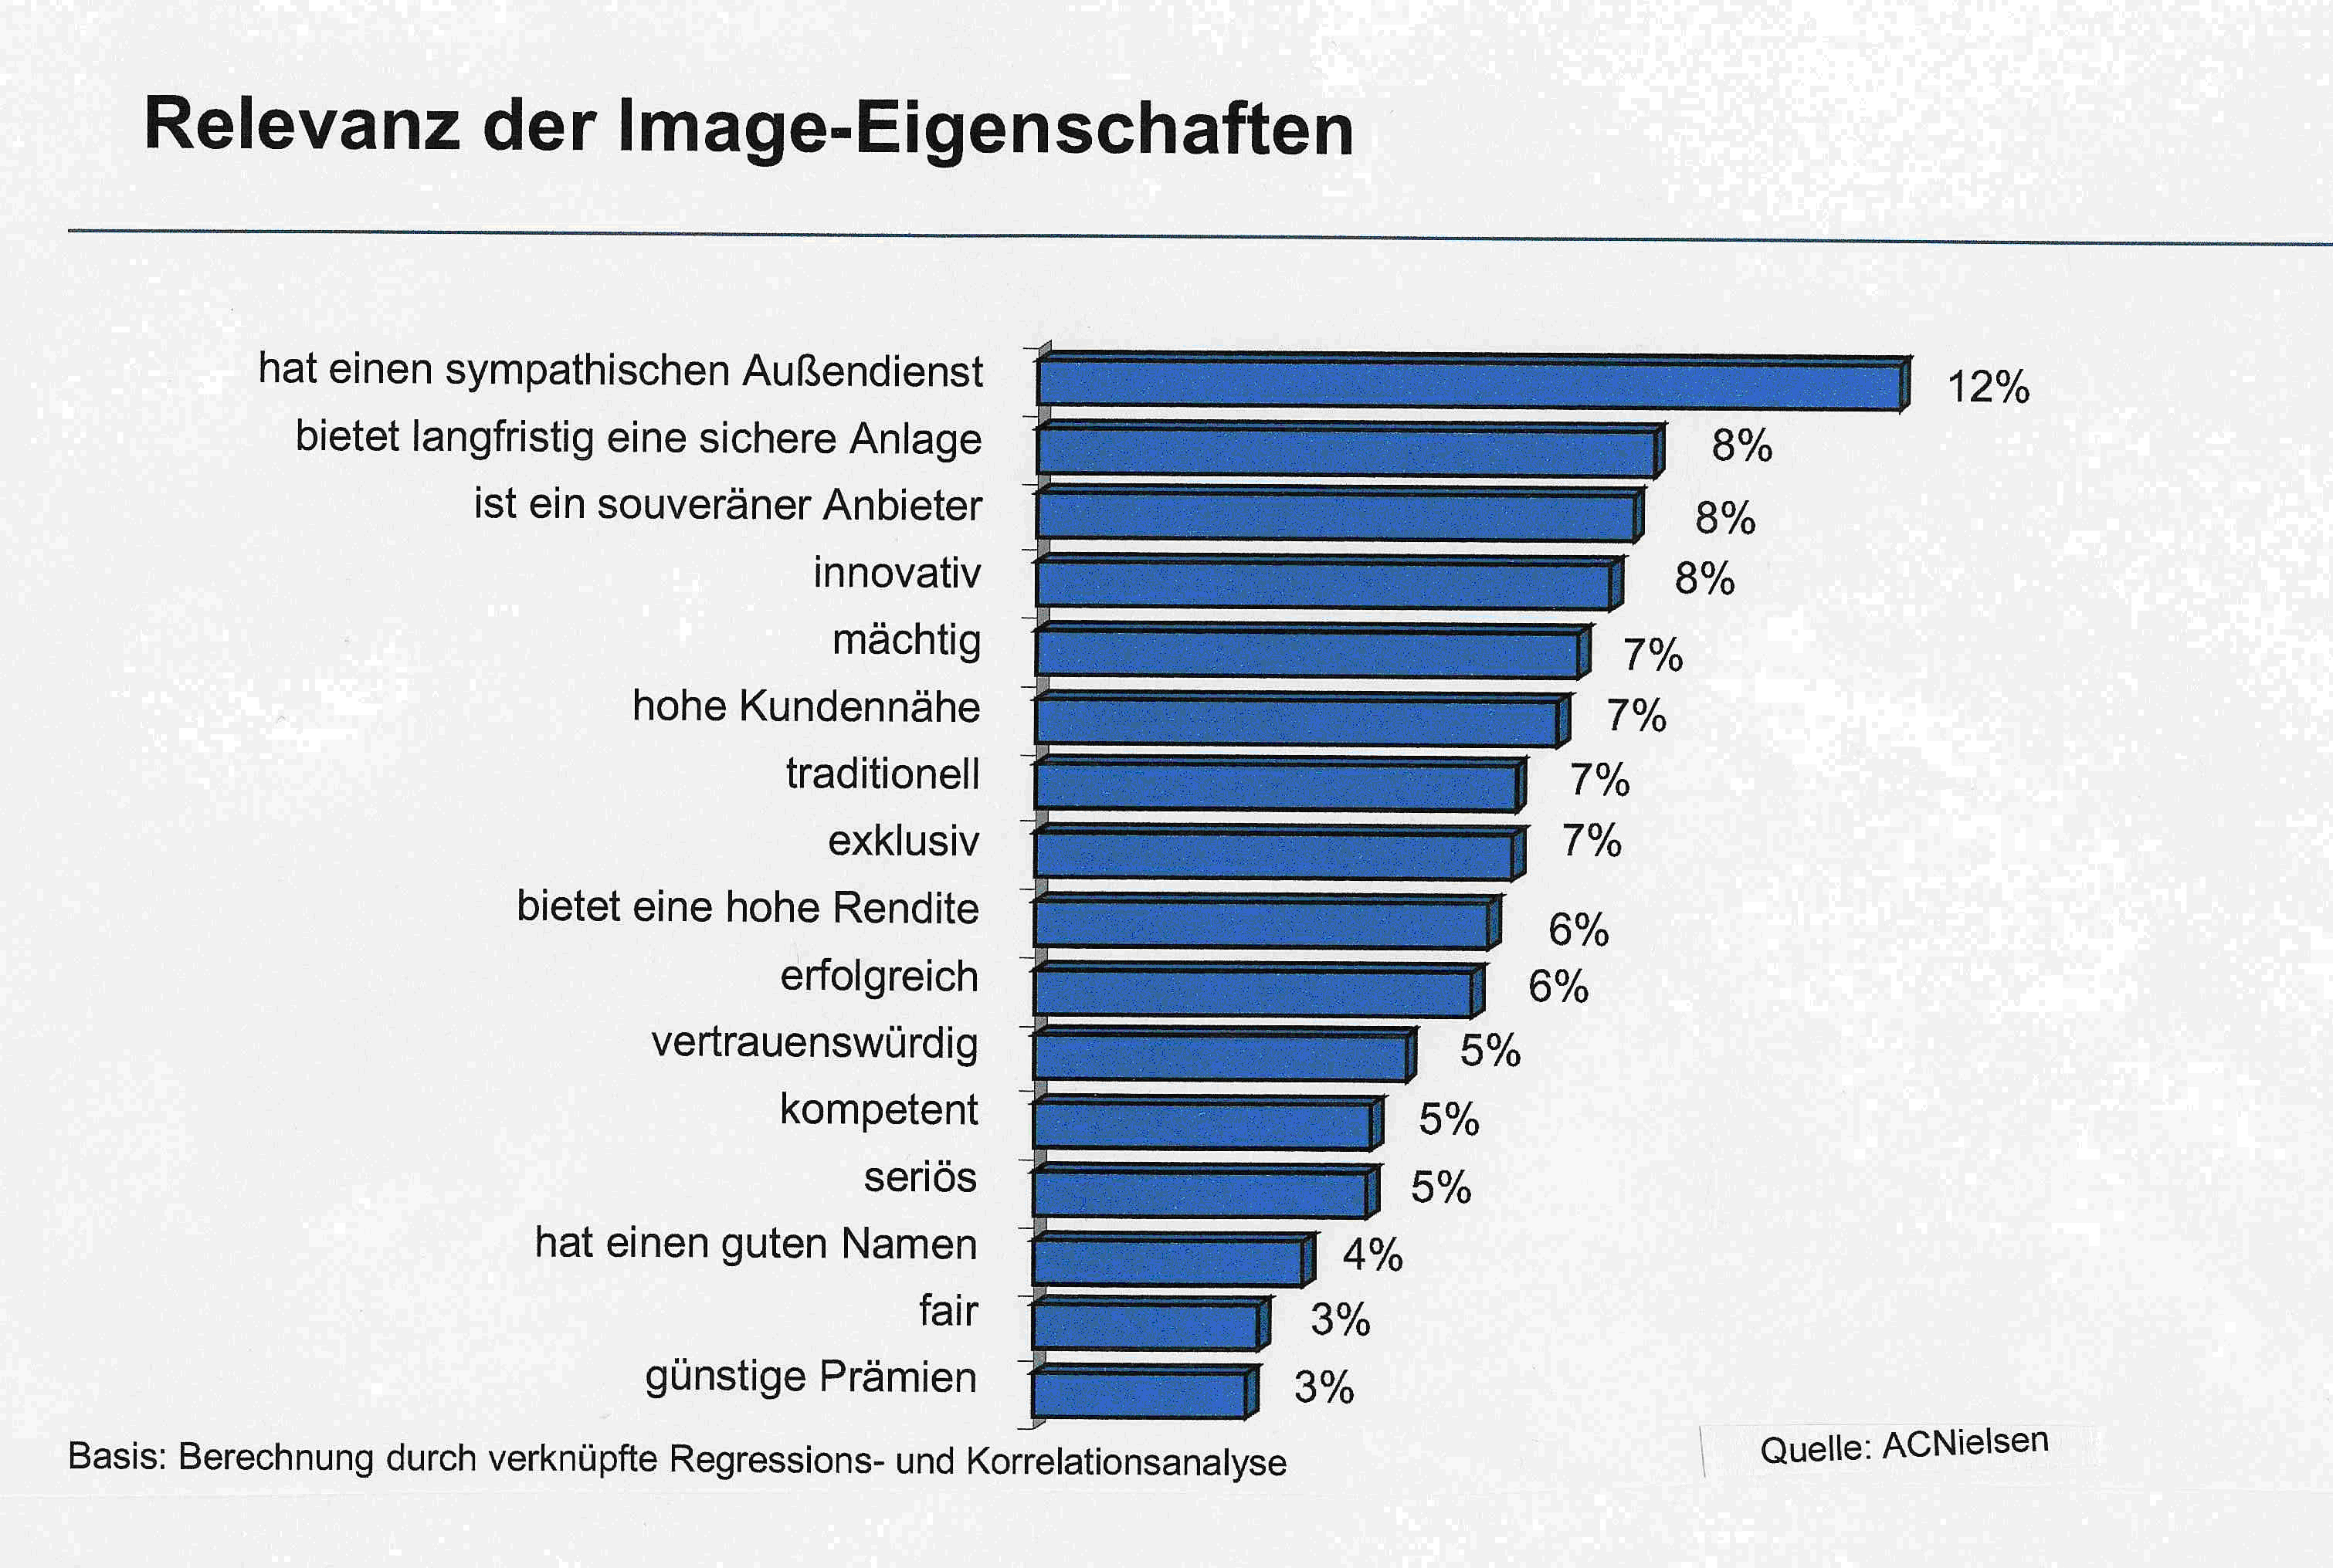 Relevanz der Image-Eigenschaften
hat einen sympathischen Außendienst 12%
bietet langfristig eine sichere Anlage 8%
ist ein souveräner Anbieter 8%
innovativ 8%
mächtig 7%
hohe Kundennähe 7%
traditionell 7%
exklusiv 7%
bietet eine hohe Rendite 6%
erfolgreich 6%
vertrauenswürdig 5%
kompetent 5%
seriös 5%
hat einen guten Namen 4%
fair 3%
günstige Prämien 3%
Basis: Berechnung durch verknüpfte Regressions- und Korrelationsanalyse
Quelle: ACNielsen